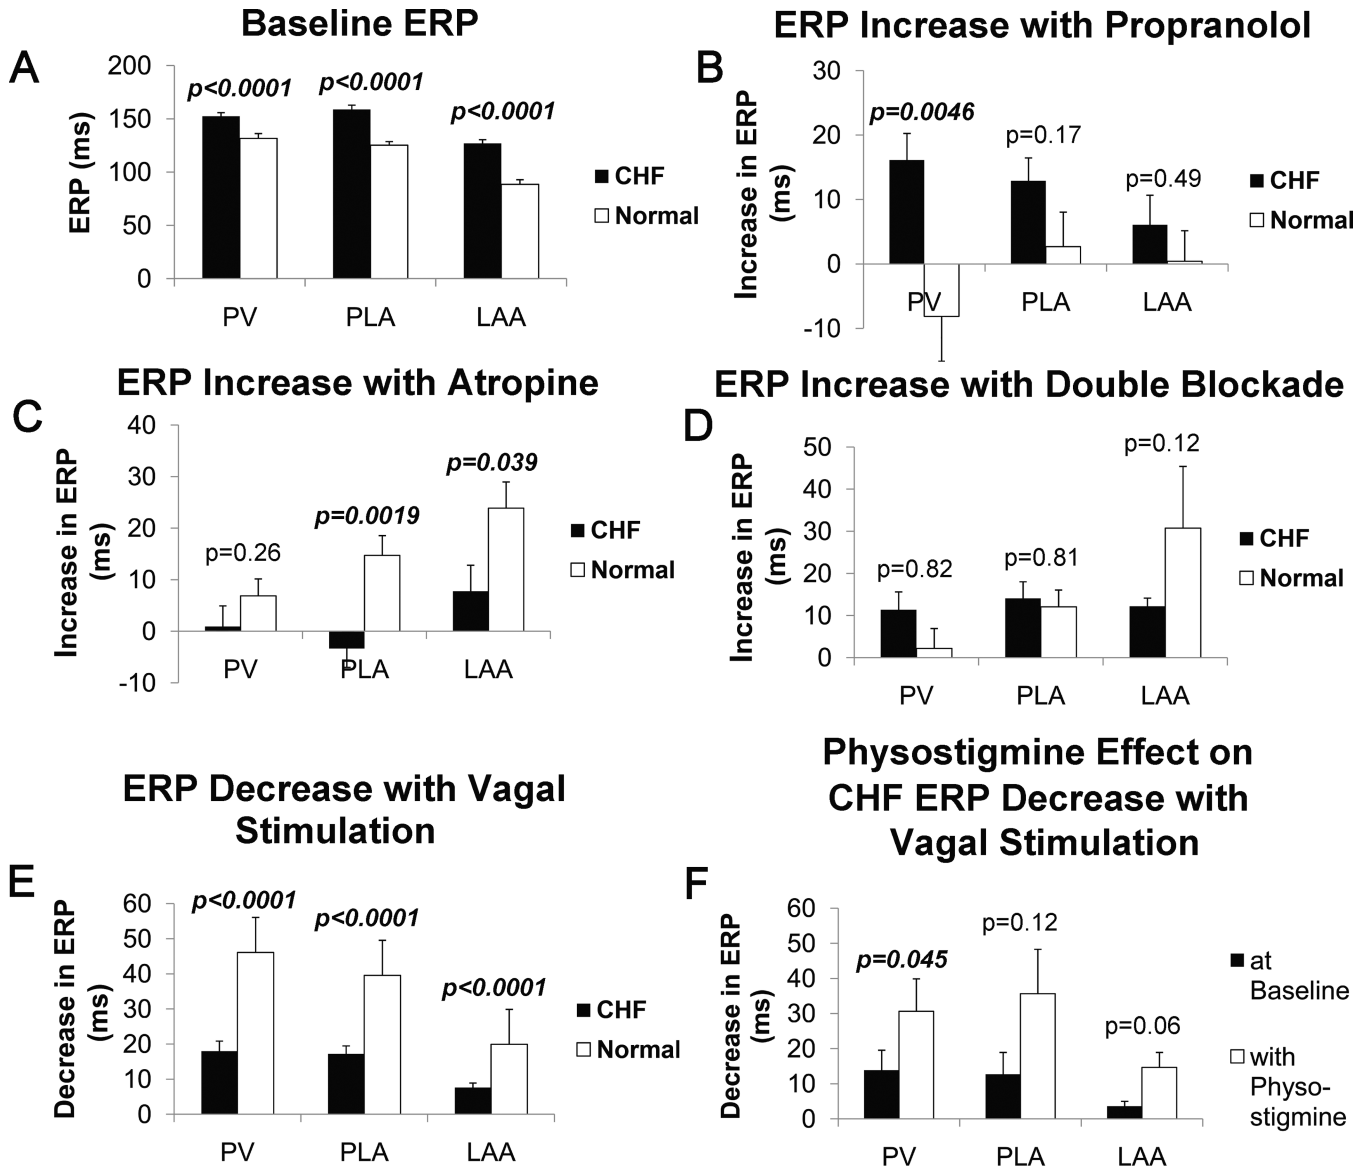 Baseline ERP
A
200
150
100
50
0
ERP (ms)
p<0.0001
p<0.0001
p<0.0001
PV
PLA
LAA
CHF
Normal
ERP Increase with Propranolol
B
30
20
10
0
-10
Increase in ERP
(ms)
p=0.0046
p=0.17
p=0.49
PV
PLA
LAA
CHF
Normal
ERP Increase with Atropine
C
40
30
20
10
0
-10
Increase in ERP
(ms)
p=0.26
p=0.0019
p=0.039
PV
PLA
LAA
CHF
Normal
ERP Increase with Double Blockade
D
50
40
30
20
10
0
Increase in ERP
(ms)
p=0.82
p=0.81
p=0.12
PV
PLA
LAA
CHF
Normal
ERP Decrease with Vagal
Stimulation
E
60
50
40
30
20
10
0
Decrease in ERP
(ms)
p<0.0001
p<0.0001
p<0.0001
PV
PLA
LAA
CHF
Normal
Physostigmine Effect on
CHF ERP Decrease with
Vagal Stimulation
F
60
50
40
30
20
10
0
Decrease in ERP
(ms)
p=0.045
p=0.12
p=0.06
PV
PLA
LAA
at
Baseline
with
Physo-
stigmine